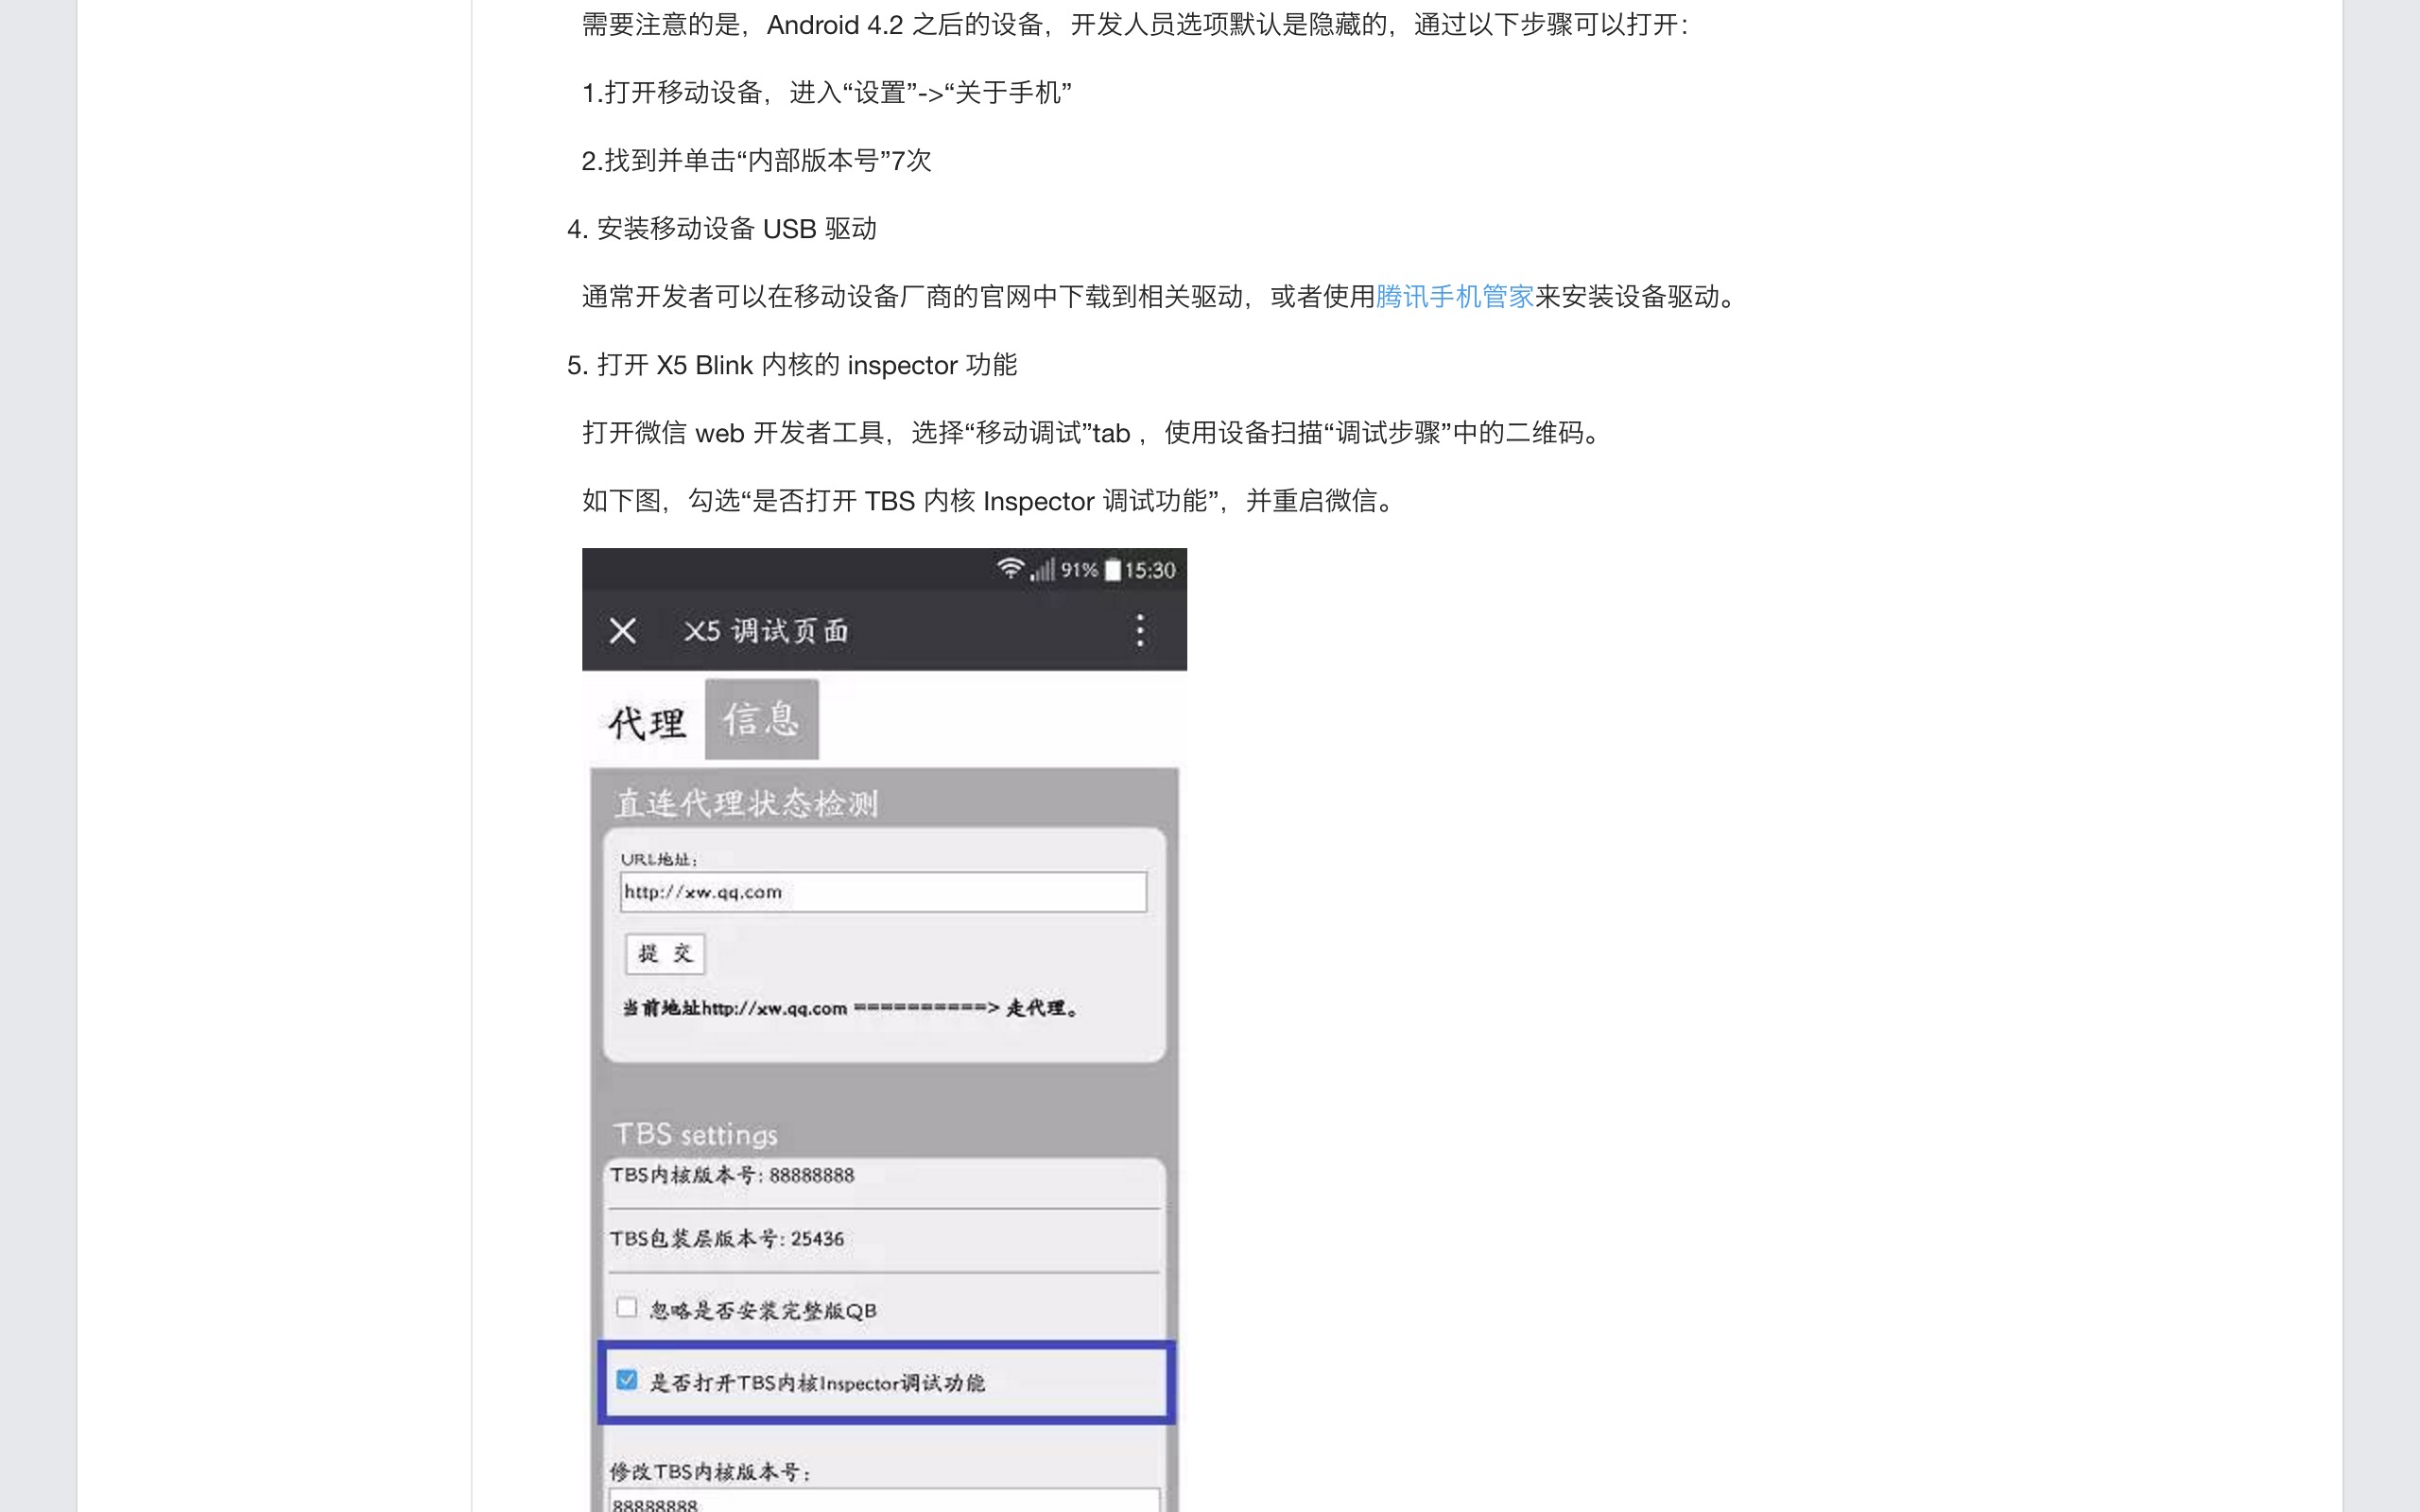 需要注意的是，Android 4.2 之后的设备，开发人员选项默认是隐藏的，通过以下步骤可以打开：
1.打开移动设备，进入“设置”->“关于手机”
2.找到并单击“内部版本号”7次
4. 安装移动设备 USB 驱动
通常开发者可以在移动设备厂商的官网中下载到相关驱动，或者使用腾讯手机管家来安装设备驱动。
5. 打开 X5 Blink 内核的 inspector 功能
打开微信 web 开发者工具，选择“移动调试”tab ，使用设备扫描“调试步骤”中的二维码。
如下图，勾选“是否打开 TBS 内核 Inspector 调试功能”，并重启微信。
91% 15:30
X5 调试页面
代理 信息
直连代理状态检测
URL地址：
http://xw.qq.com
提 交
当前地址http://xw.qq.com ==========> 走代理。
TBS settings
TBS内核版本号: 88888888
TBS包装层版本号: 25436
忽略是否安装完整版QB
是否打开TBS内核Inspector调试功能
修改TBS内核版本号：
88888888